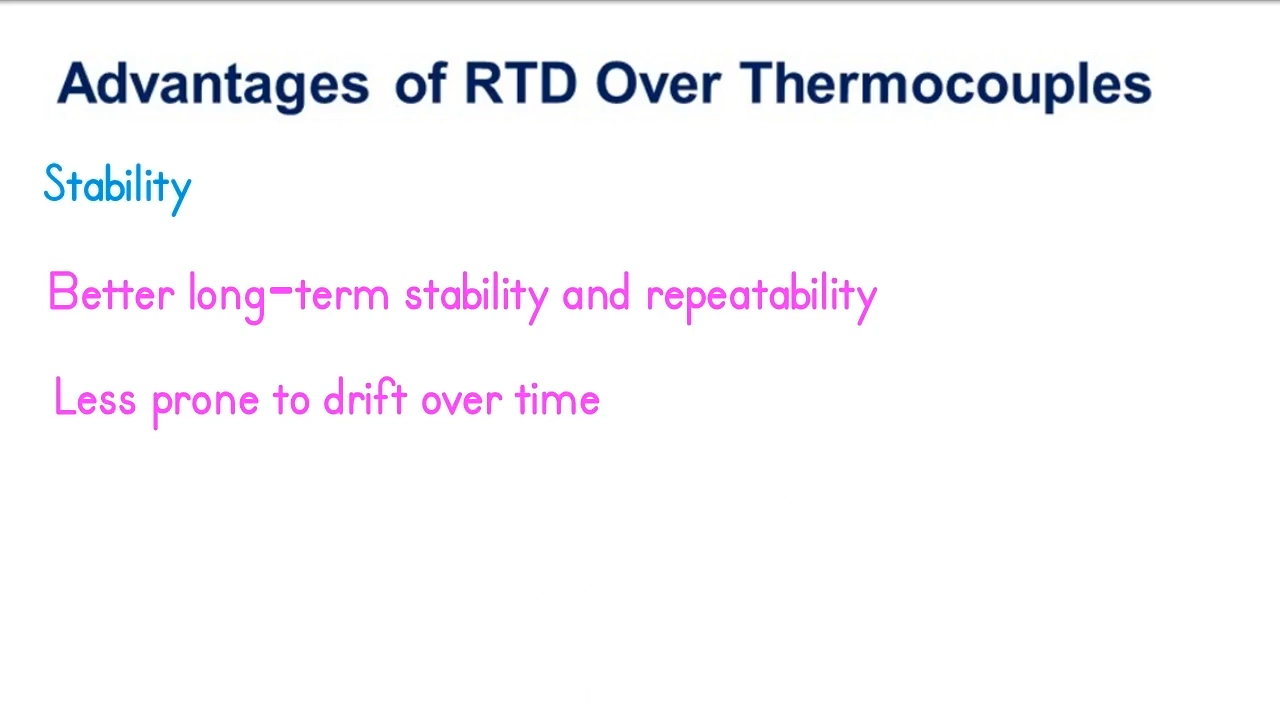 Advantages of RTD Over Thermocouples
Stability
Better long-term stability and repeatability
Less prone to drift over time